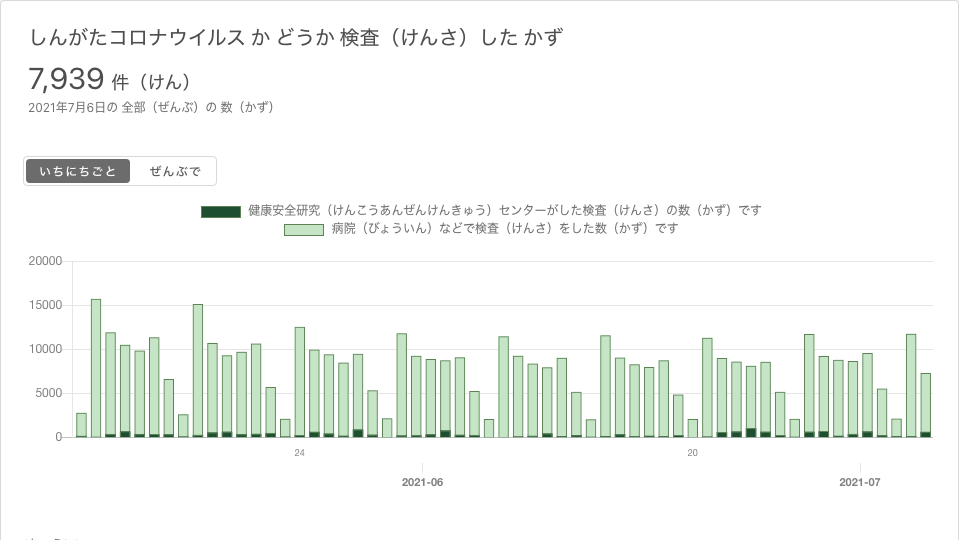 しんがたコロナウイルス か どうか 検査（けんさ）した かず
7,939 件（けん）
2021年7月6日の 全部（ぜんぶ）の 数（かず）
いちにちごと ぜんぶで
健康安全研究（けんこうあんぜんけんきゅう）センターがした検査（けんさ）の数（かず）です
病院（びょういん）などで検査（けんさ）をした数（かず）です
20000
15000
10000
5000
0
24 20
2021-06 2021-07